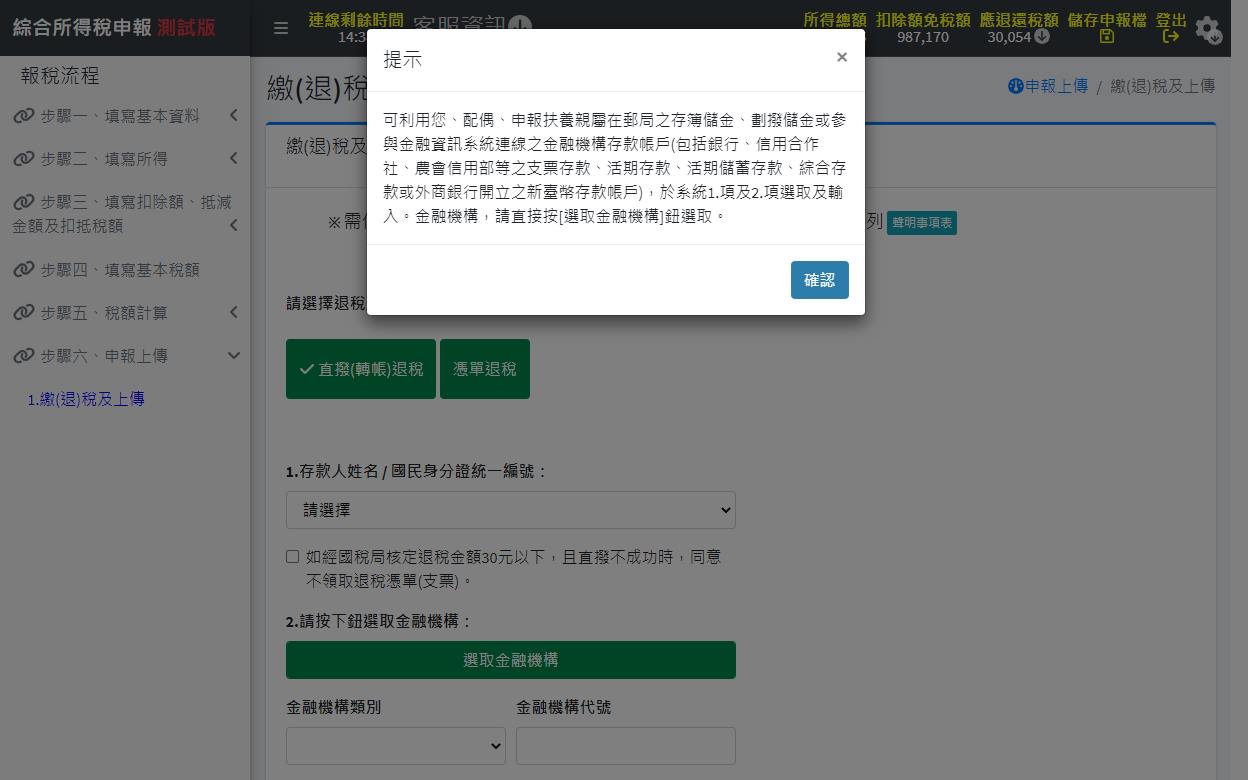 綜合所得稅申報 測試版
連線剩餘時間
14:3
客服資訊
所得總額
扣除額免稅額
987,170
應退還稅額
30,054
儲存申報檔
登出
報稅流程
步驟一、填寫基本資料
步驟二、填寫所得
步驟三、填寫扣除額、抵減
金額及扣抵稅額
步驟四、填寫基本稅額
步驟五、稅額計算
步驟六、申報上傳
1.繳(退)稅及上傳
繳(退)稅
申報上傳 / 繳(退)稅及上傳
提示
×
可利用您、配偶、申報扶養親屬在郵局之存簿儲金、劃撥儲金或參
與金融資訊系統連線之金融機構存款帳戶(包括銀行、信用合作
社、農會信用部等之支票存款、活期存款、活期儲蓄存款、綜合存
款或外商銀行開立之新臺幣存款帳戶)，於系統1.項及2.項選取及輸
入。金融機構，請直接按[選取金融機構]鈕選取。
確認
繳(退)稅及
※需
列 聲明事項表
請選擇退稅
直撥(轉帳)退稅
憑單退稅
1.存款人姓名 / 國民身分證統一編號：
請選擇
如經國稅局核定退稅金額30元以下，且直撥不成功時，同意
不領取退稅憑單(支票)。
2.請按下鈕選取金融機構：
選取金融機構
金融機構類別
金融機構代號